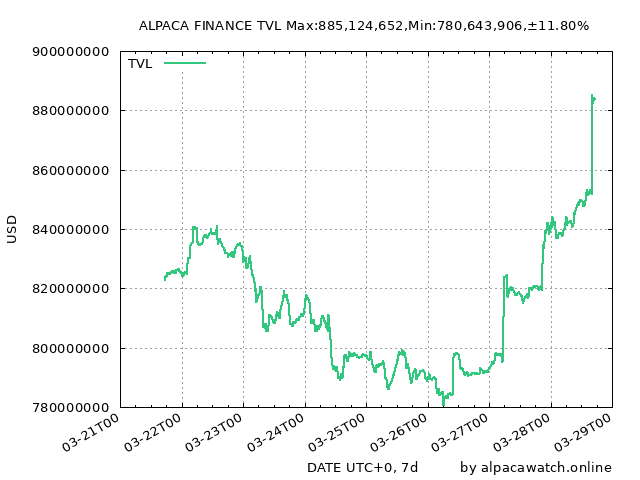 ALPACA FINANCE TVL Max:885,124,652,Min:780,643,906,±11.80%
TVL
USD
900000000
880000000
860000000
840000000
820000000
800000000
780000000
03-21T00
03-22T00
03-23T00
03-24T00
03-25T00
03-26T00
03-27T00
03-28T00
03-29T00
DATE UTC+0, 7d
by alpacawatch.online